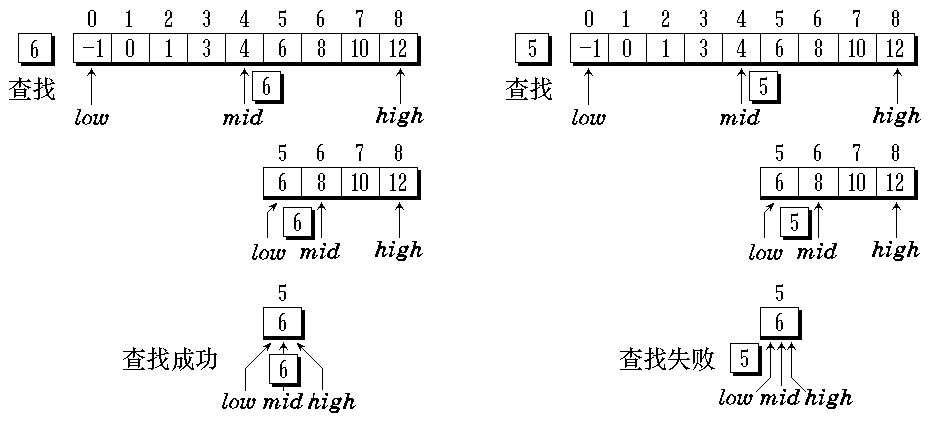 0 1 2 3 4 5 6 7 8
6 -1 0 1 3 4 6 8 10 12
查找 6
low mid high
5 6 7 8
6 8 10 12
6
low mid high
5
6
查找成功 6
low mid high
0 1 2 3 4 5 6 7 8
5 -1 0 1 3 4 6 8 10 12
查找 5
low mid high
5 6 7 8
6 8 10 12
5
low mid high
5
6
查找失败 5
low mid high